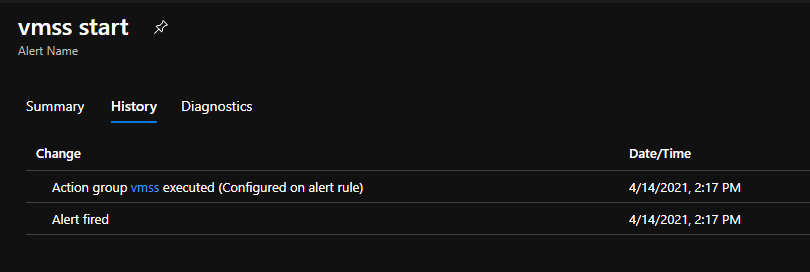 vmss start
Alert Name
Summary History Diagnostics
Change Date/Time
Action group vmss executed (Configured on alert rule) 4/14/2021, 2:17 PM
Alert fired 4/14/2021, 2:17 PM